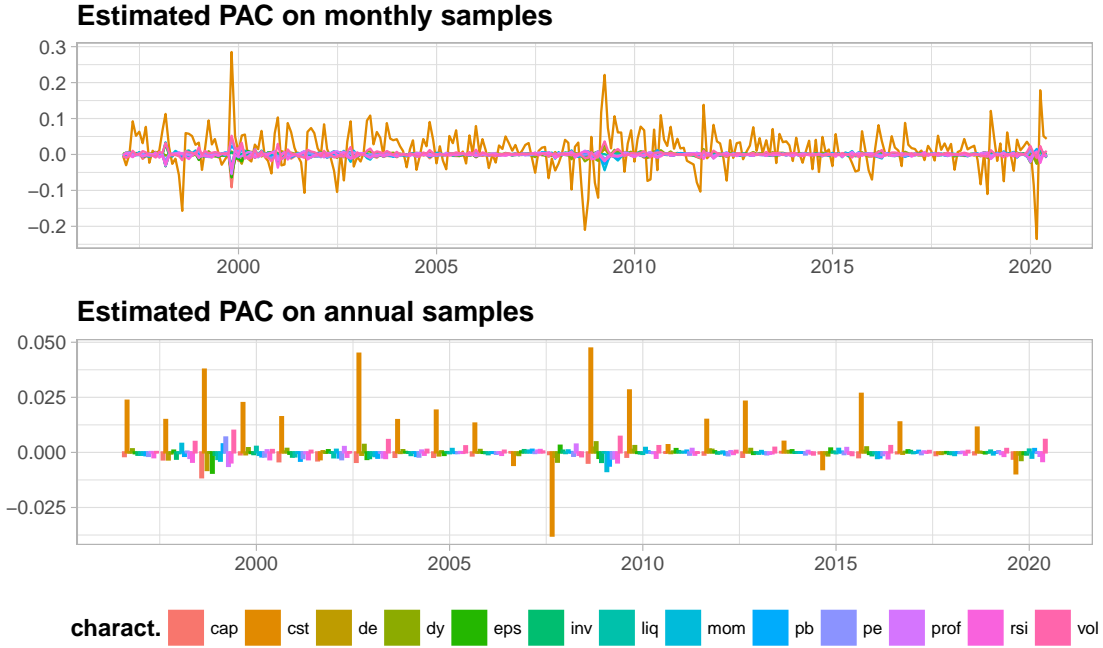 Estimated PAC on monthly samples
0.3
0.2
0.1
0.0
−0.1
−0.2
2000 2005 2010 2015 2020
Estimated PAC on annual samples
0.050
0.025
0.000
−0.025
2000 2005 2010 2015 2020
charact. cap cst de dy eps inv liq mom pb pe prof rsi vol